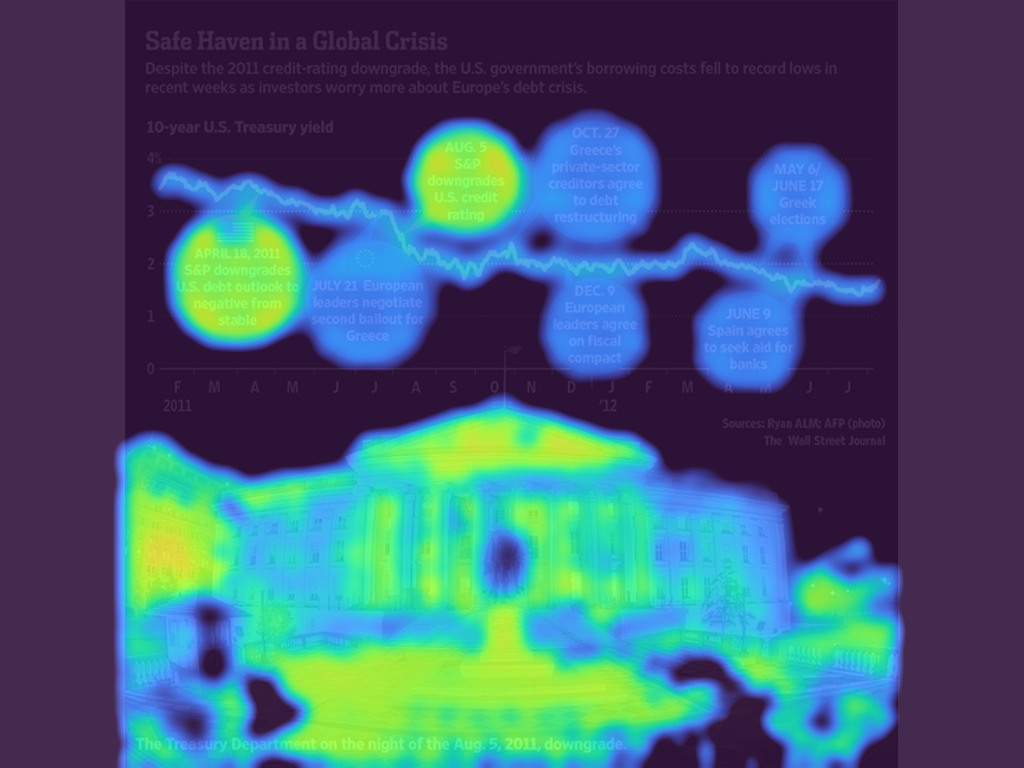 Safe Haven in a Global Crisis
Despite the 2011 credit-rating downgrade, the U.S. government's borrowing costs fell to record lows in
recent weeks as investors worry more about Europe's debt crisis.
10-year U.S. Treasury yield
4%
3
2
1
0
AUG. 5
S&P
downgrades
U.S. credit
rating
OCT. 27
Greece's
private-sector
creditors agree
to debt
restructuring
MAY 6/
JUNE 17
Greek
elections
APRIL 18, 2011
S&P downgrades
U.S. debt outlook to
negative from
stable
JULY 21 European
leaders negotiate
second bailout for
Greece
DEC. 9
European
leaders agree
on fiscal
compact
JUNE 9
Spain agrees
to seek aid for
banks
F M A M J J A S O N D J F M A M J J
2011 '12
Sources: Ryan ALM; AFP (photo)
The Wall Street Journal
The Treasury Department on the night of the Aug. 5, 2011, downgrade.